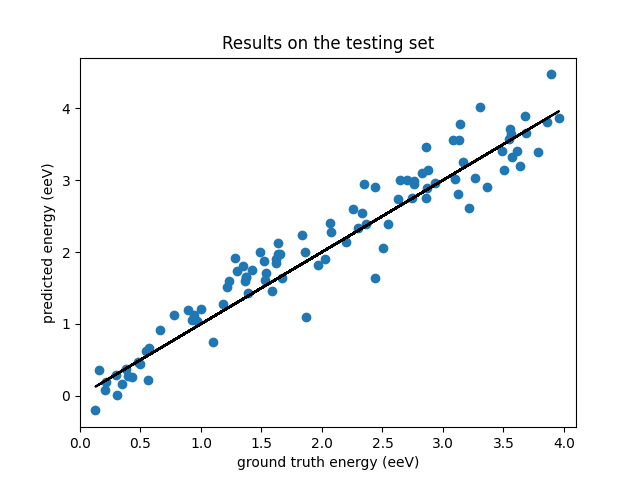 Results on the testing set
predicted energy (eeV)
4
3
2
1
0
0.0 0.5 1.0 1.5 2.0 2.5 3.0 3.5 4.0
ground truth energy (eeV)